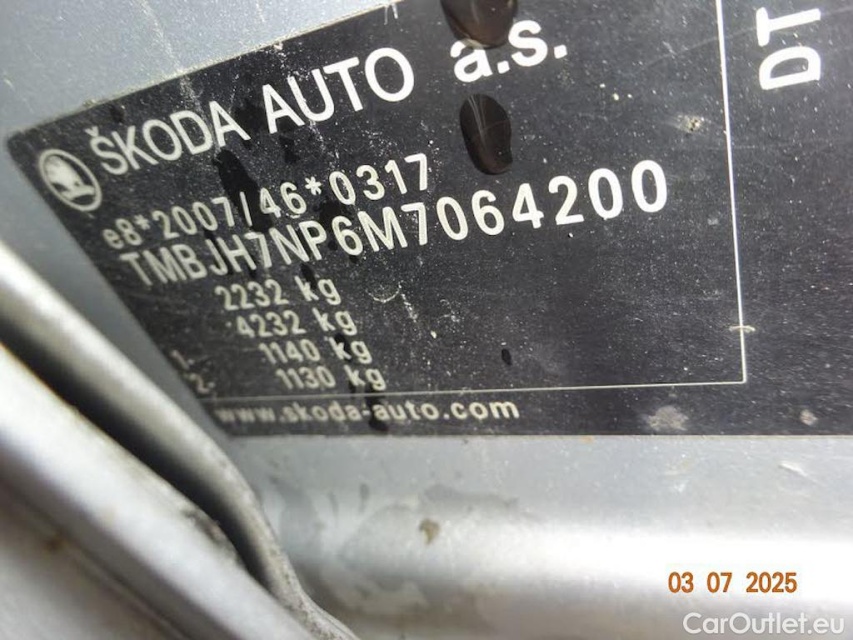 ŠKODA AUTO a.s.
DT
e8*2007/46*0317
TMBJH7NP6M7064200
2232 kg
4232 kg
1- 1140 kg
2- 1130 kg
www.skoda-auto.com
03 07 2025
CarOutlet.eu